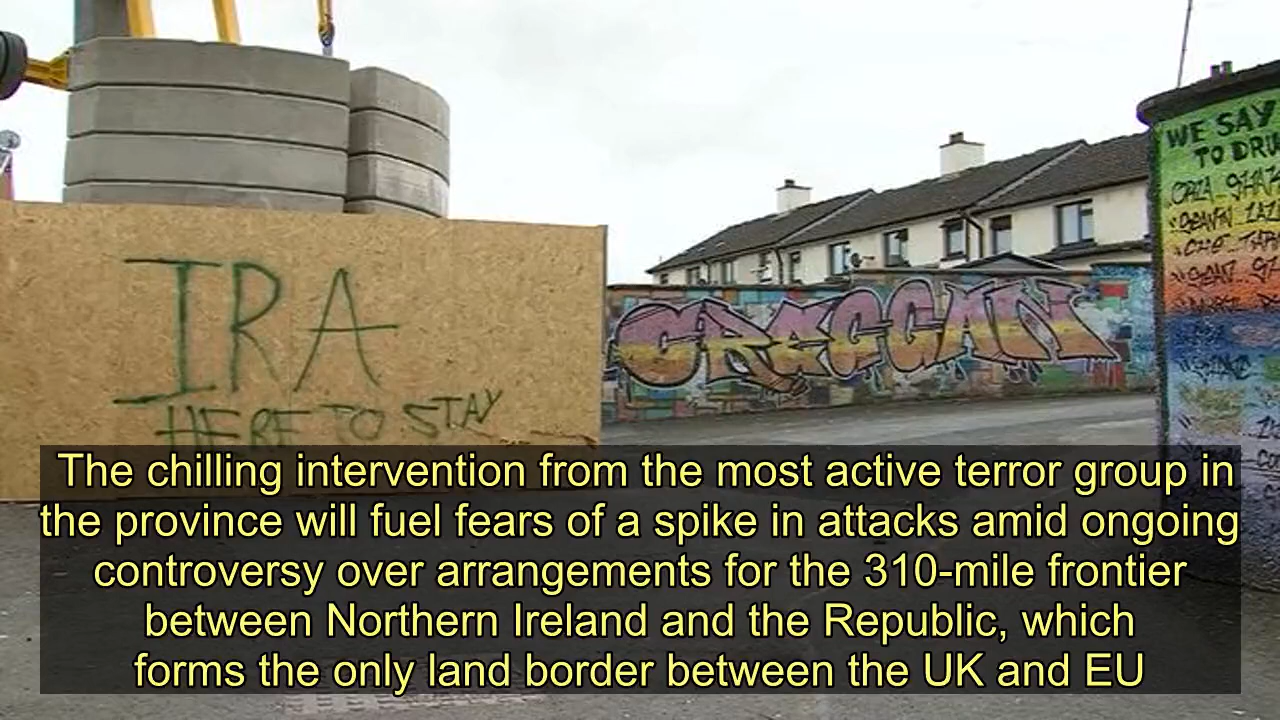 IRA
HERE TO STAY
CREGGAN
WE SAY
TO DRU
The chilling intervention from the most active terror group in
the province will fuel fears of a spike in attacks amid ongoing
controversy over arrangements for the 310-mile frontier
between Northern Ireland and the Republic, which
forms the only land border between the UK and EU